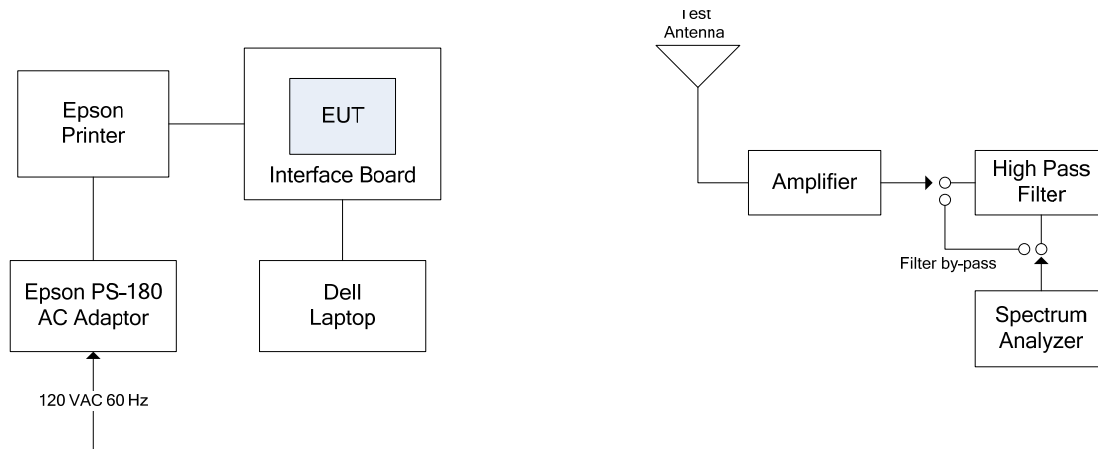 Test
Antenna
Epson
Printer
EUT
Interface Board
Amplifier
High Pass
Filter
Filter by-pass
Epson PS-180
AC Adaptor
Dell
Laptop
Spectrum
Analyzer
120 VAC 60 Hz